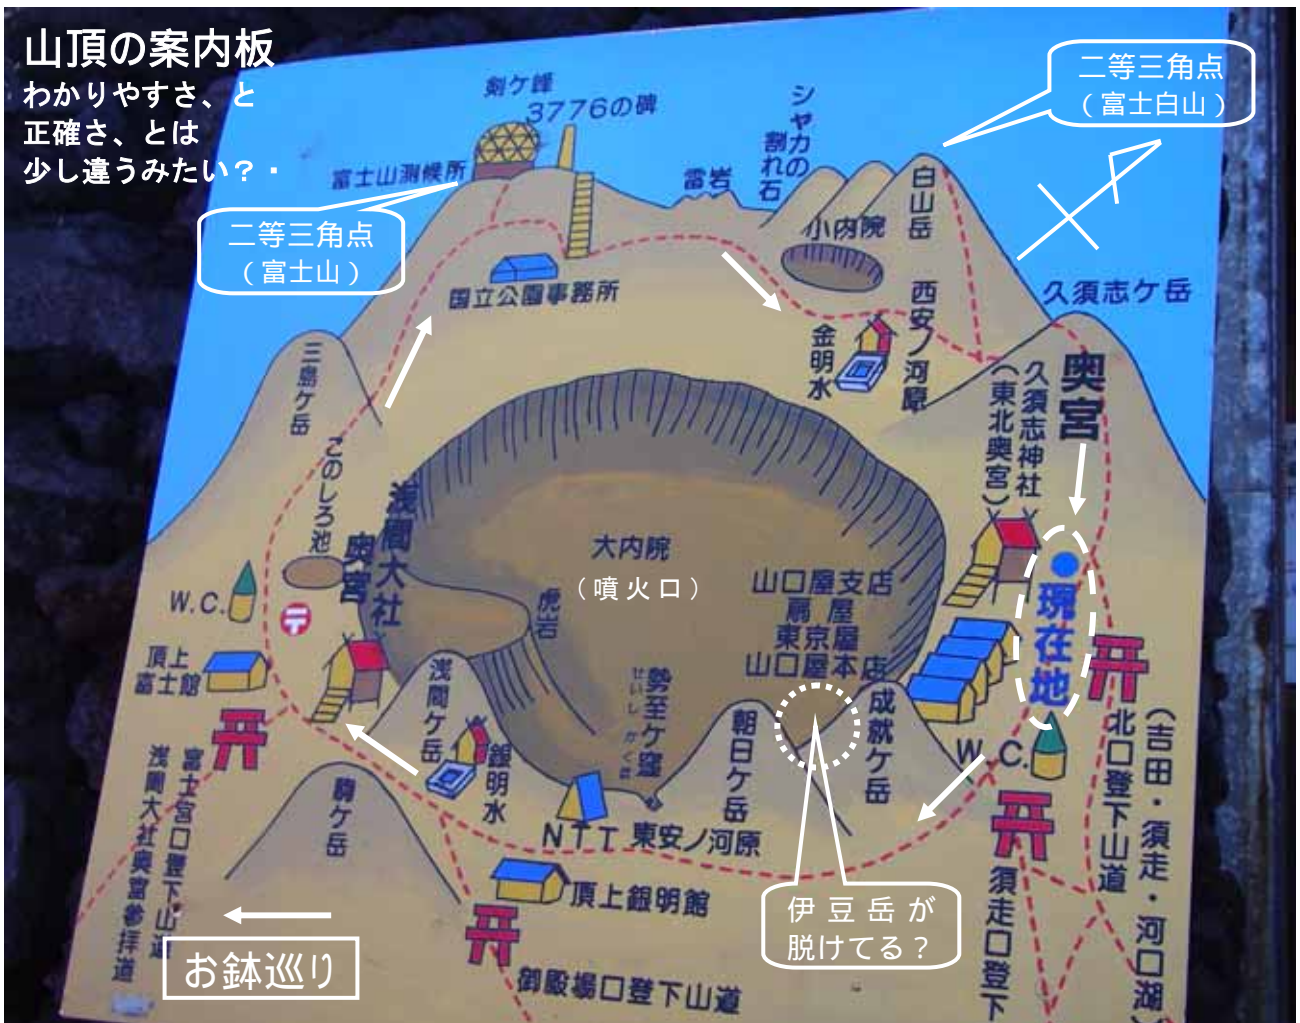 山頂の案内板
わかりやすさ、と
正確さ、とは
少し違うみたい？・
二等三角点
（富士白山）
剣ケ峰
3776の碑
シヤカの
割れ石
富士山測候所
雷岩
白山岳
二等三角点
（富士山）
小内院
国立公園事務所
西安ノ河原
久須志ケ岳
金明水
三島ケ岳
奥宮
久須志神社
（東北奥宮）
このしろ池
浅間大社
奥宮
大内院
（噴火口）
山口屋支店
扇屋
東京屋
山口屋本店
現在地
虎岩
W.C.
〒
頂上
富士館
浅間ケ岳
勢至ケ窪
せいしがくぼ
朝日ケ岳
成就ケ岳
W.C.
銀明水
駒ケ岳
NTT
東安ノ河原
富士宮口登下山道
浅間大社奥宮参拝道
頂上銀明館
伊豆岳が
脱けてる？
須走口登下
北口登下山道
（吉田・須走・河口湖）
お鉢巡り
御殿場口登下山道